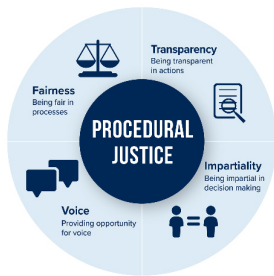 Transparency
Being transparent
in actions
Fairness
Being fair in
processes
PROCEDURAL
JUSTICE
Impartiality
Being impartial in
decision making
Voice
Providing opportunity
for voice